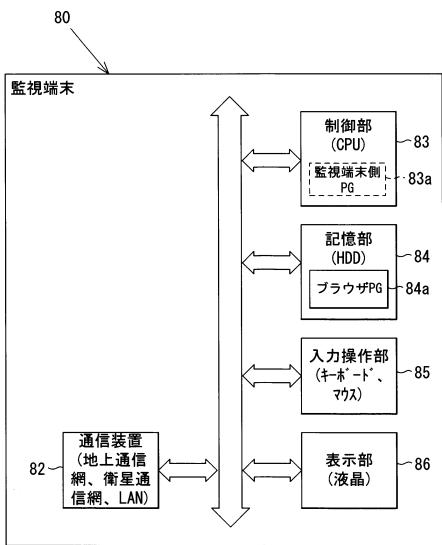 80
監視端末
制御部
(CPU)
83
監視端末側
PG
83a
記憶部
(HDD)
84
ブラウザPG
84a
入力操作部
(ｷｰﾎﾞｰﾄﾞ、
ﾏｳｽ)
85
通信装置
(地上通信
網、衛星通
信網、LAN)
82
表示部
(液晶)
86